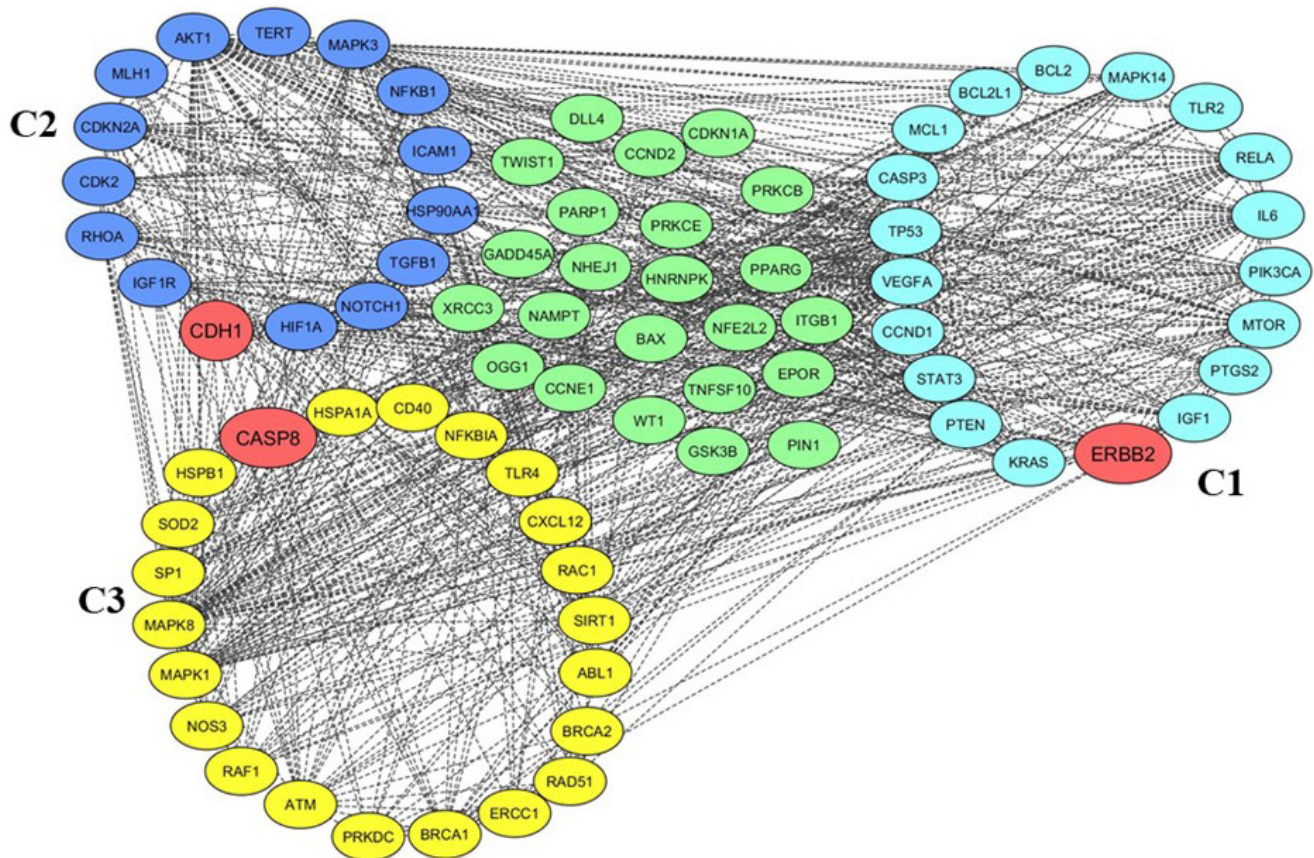 C2
AKT1
TERT
MAPK3
MLH1
NFKB1
CDKN2A
ICAM1
CDK2
HSP90AA1
RHOA
TGFB1
IGF1R
NOTCH1
CDH1
HIF1A
DLL4
CDKN1A
CCND2
TWIST1
PRKCB
PARP1
PRKCE
GADD45A
NHEJ1
HNRNPK
PPARG
XRCC3
NAMPT
BAX
NFE2L2
ITGB1
OGG1
CCNE1
TNFSF10
EPOR
WT1
GSK3B
PIN1
BCL2
MAPK14
BCL2L1
TLR2
MCL1
RELA
CASP3
IL6
TP53
PIK3CA
VEGFA
MTOR
CCND1
PTGS2
STAT3
IGF1
PTEN
ERBB2
KRAS
C1
HSPA1A
CD40
CASP8
NFKBIA
HSPB1
TLR4
SOD2
CXCL12
SP1
RAC1
C3
MAPK8
SIRT1
MAPK1
ABL1
NOS3
BRCA2
RAF1
RAD51
ATM
ERCC1
PRKDC
BRCA1